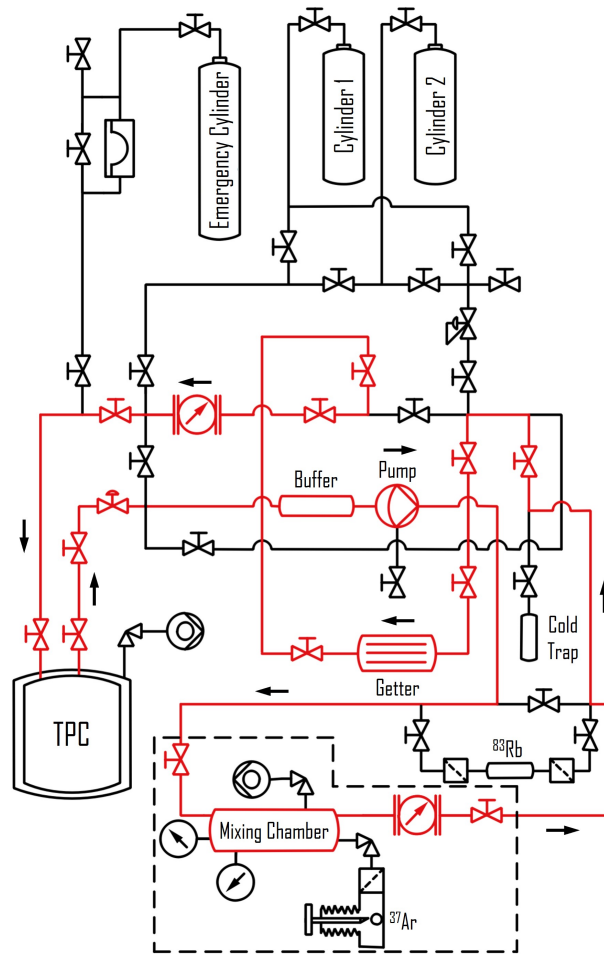 Emergency Cylinder
Cylinder 1
Cylinder 2
Buffer
Pump
Cold
Trap
Getter
TPC
⁸³Rb
Mixing Chamber
³⁷Ar